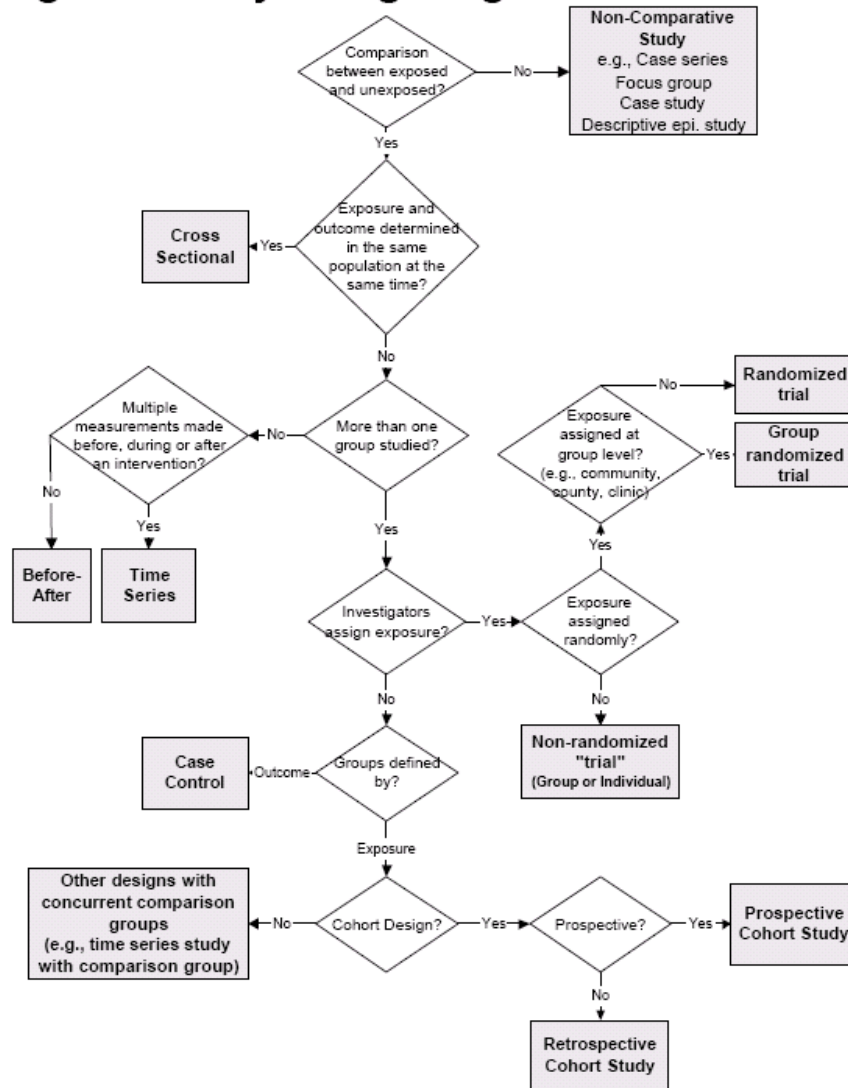 Comparison
between exposed
and unexposed?
No
Non-Comparative
Study
e.g., Case series
Focus group
Case study
Descriptive epi. study
Yes
Exposure and
outcome determined
in the same
population at the
same time?
Yes
Cross
Sectional
No
More than one
group studied?
No
Multiple
measurements made
before, during or after
an intervention?
No
Before-
After
Yes
Time
Series
Yes
Investigators
assign exposure?
Yes
Exposure
assigned
randomly?
Yes
Exposure
assigned at
group level?
(e.g., community,
county, clinic)
No
Randomized
trial
Yes
Group
randomized
trial
No
Non-randomized
"trial"
(Group or Individual)
No
Groups defined
by?
Outcome
Case
Control
Exposure
Cohort Design?
No
Other designs with
concurrent comparison
groups
(e.g., time series study
with comparison group)
Yes
Prospective?
Yes
Prospective
Cohort Study
No
Retrospective
Cohort Study